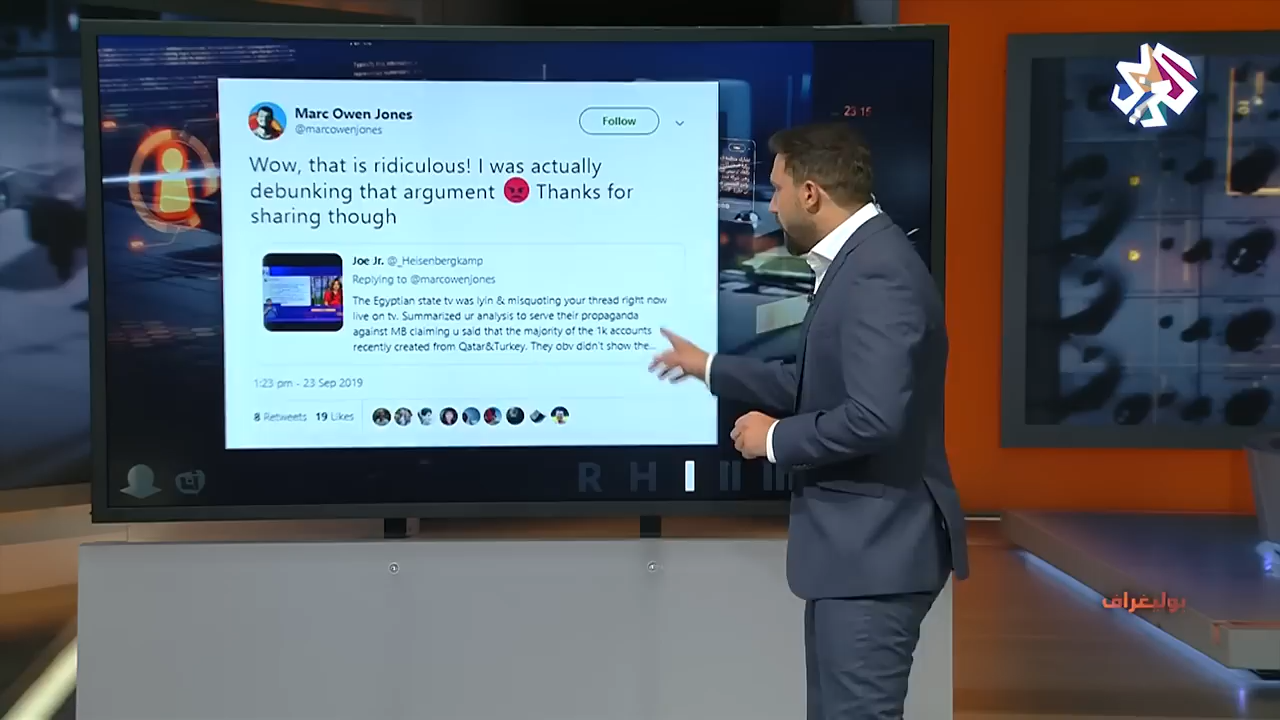 23:15
Marc Owen Jones
@marcowenjones
Follow
Wow, that is ridiculous! I was actually
debunking that argument 😡 Thanks for
sharing though
Joe Jr. @_Heisenbergkamp
Replying to @marcowenjones
The Egyptian state tv was lyin & misquoting your thread right now
live on tv. Summarized ur analysis to serve their propaganda
against MB claiming u said that the majority of the 1k accounts
recently created from Qatar&Turkey. They obv didn't show the...
1:23 pm - 23 Sep 2019
8 Retweets 19 Likes
R H I II III
بوليغراف